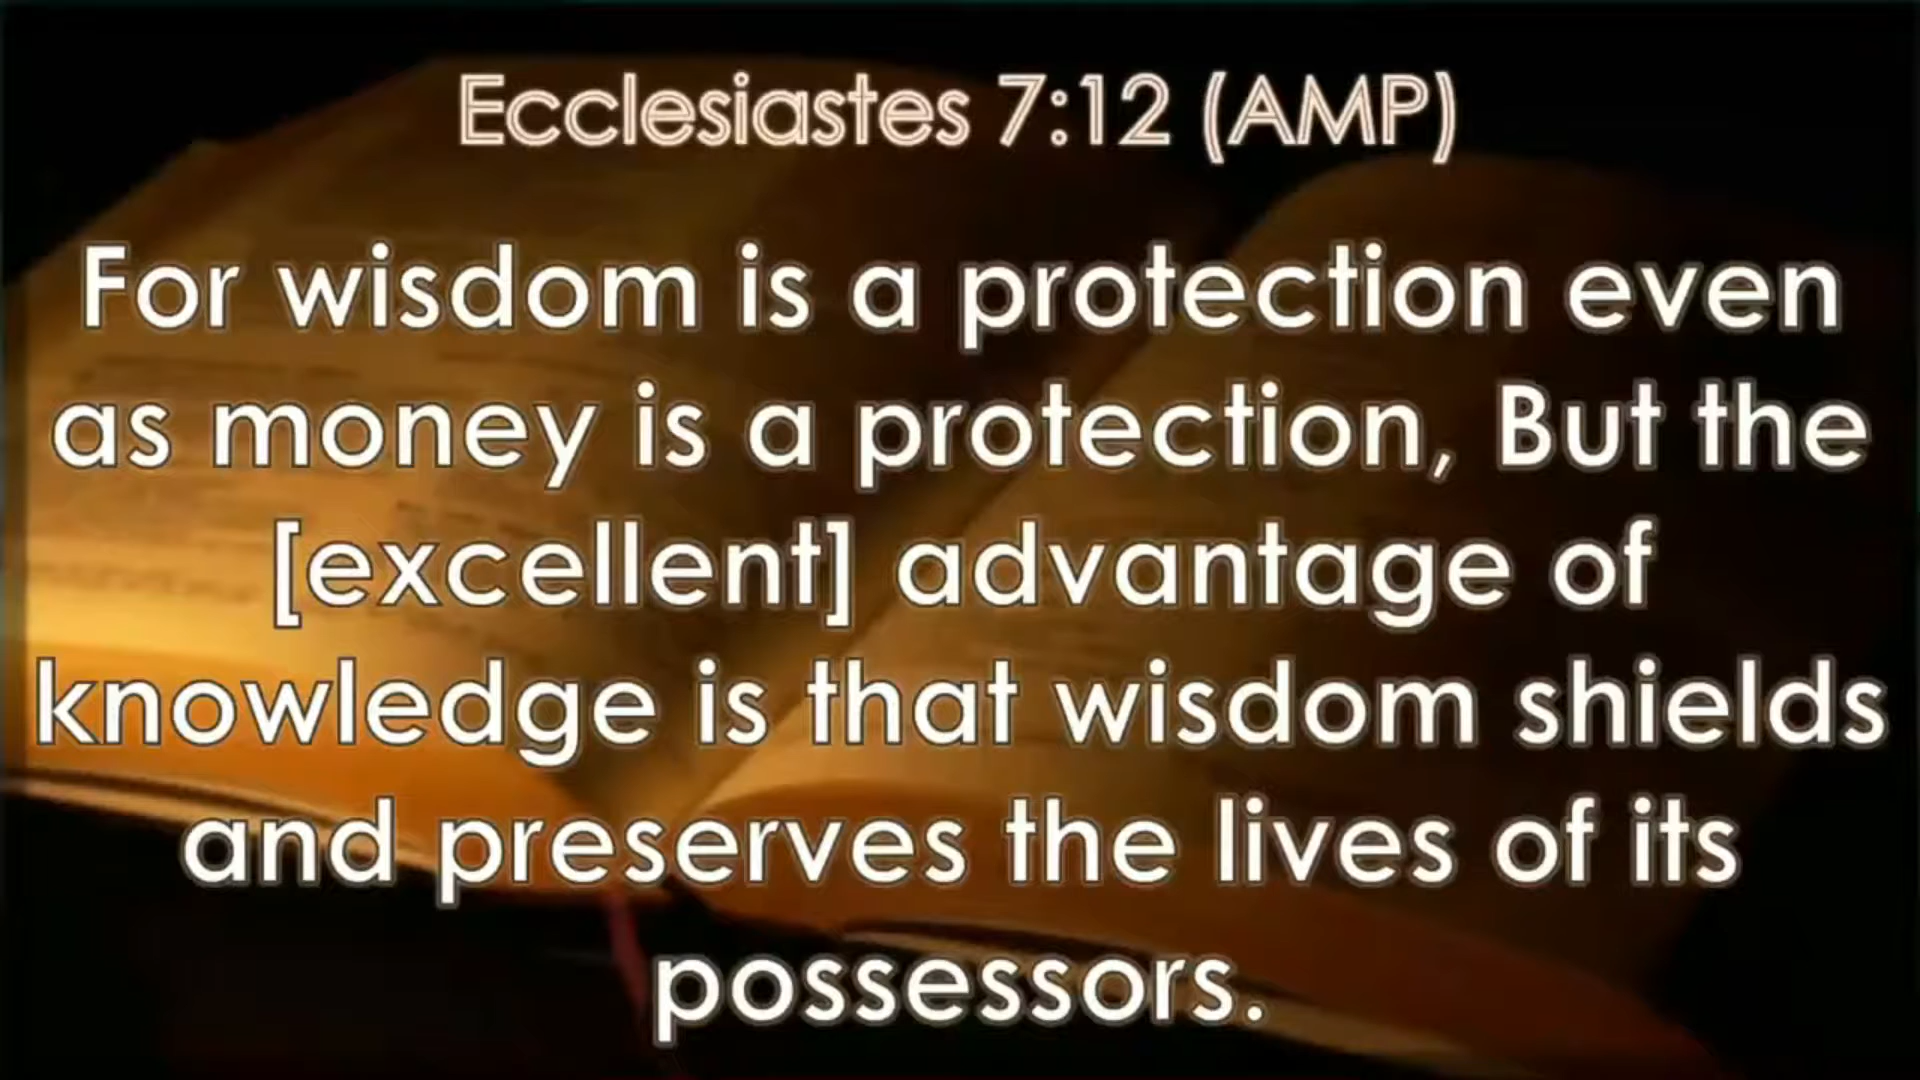 Ecclesiastes 7:12 (AMP)
For wisdom is a protection even
as money is a protection, But the
[excellent] advantage of
knowledge is that wisdom shields
and preserves the lives of its
possessors.